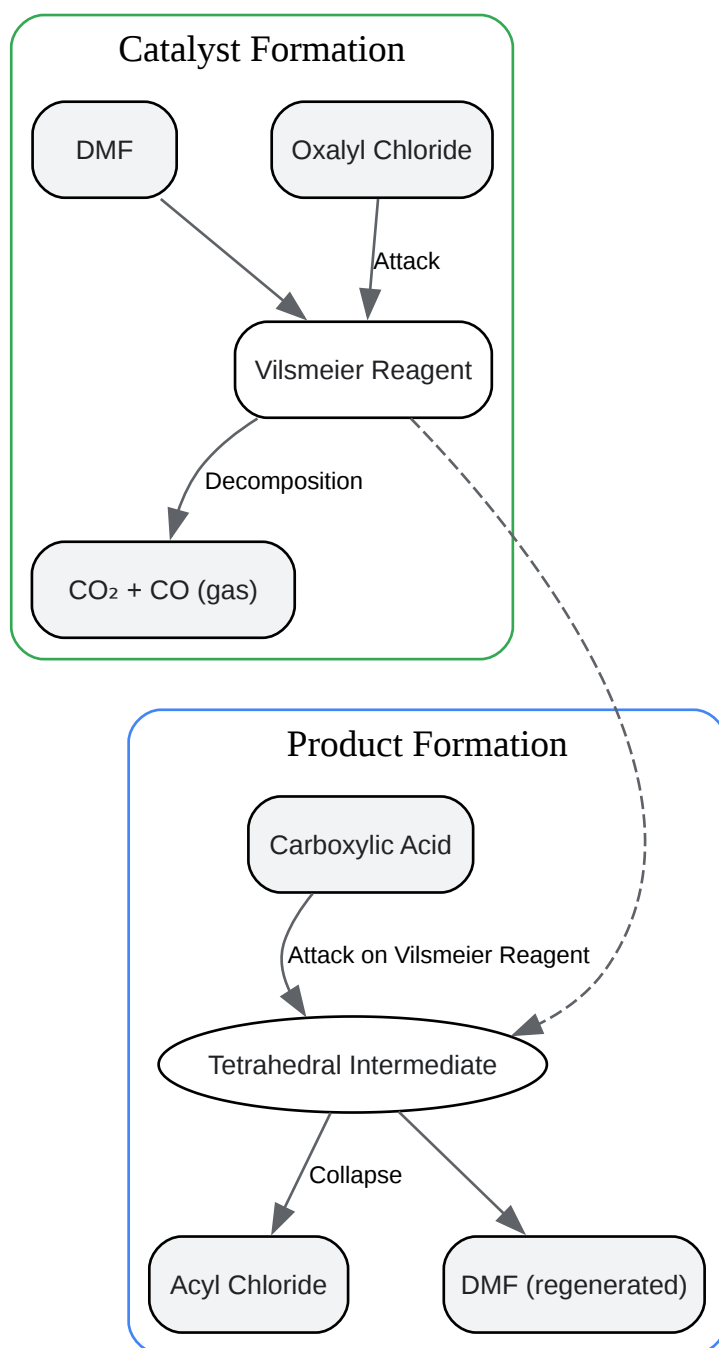 Catalyst Formation
DMF
Oxalyl Chloride
Attack
Vilsmeier Reagent
Decomposition
CO₂ + CO (gas)
Product Formation
Carboxylic Acid
Attack on Vilsmeier Reagent
Tetrahedral Intermediate
Collapse
Acyl Chloride
DMF (regenerated)